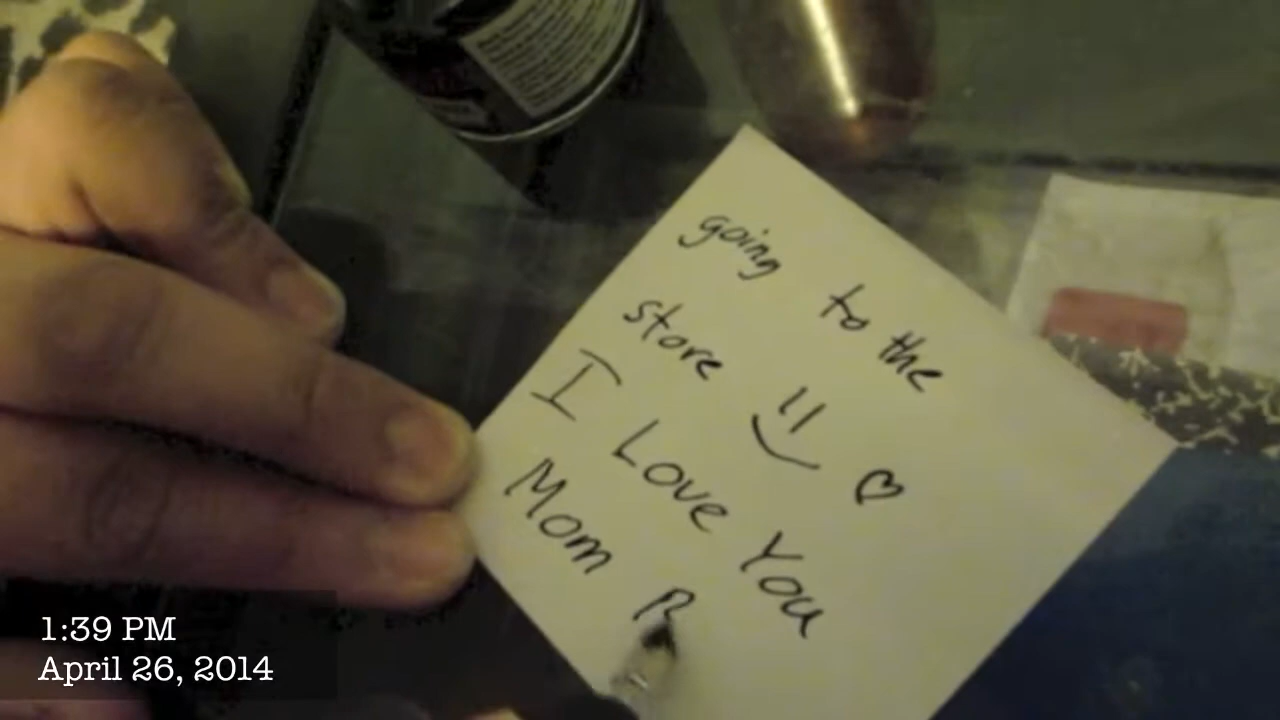 going to the
store =) ♡
I Love You
Mom R
1:39 PM
April 26, 2014